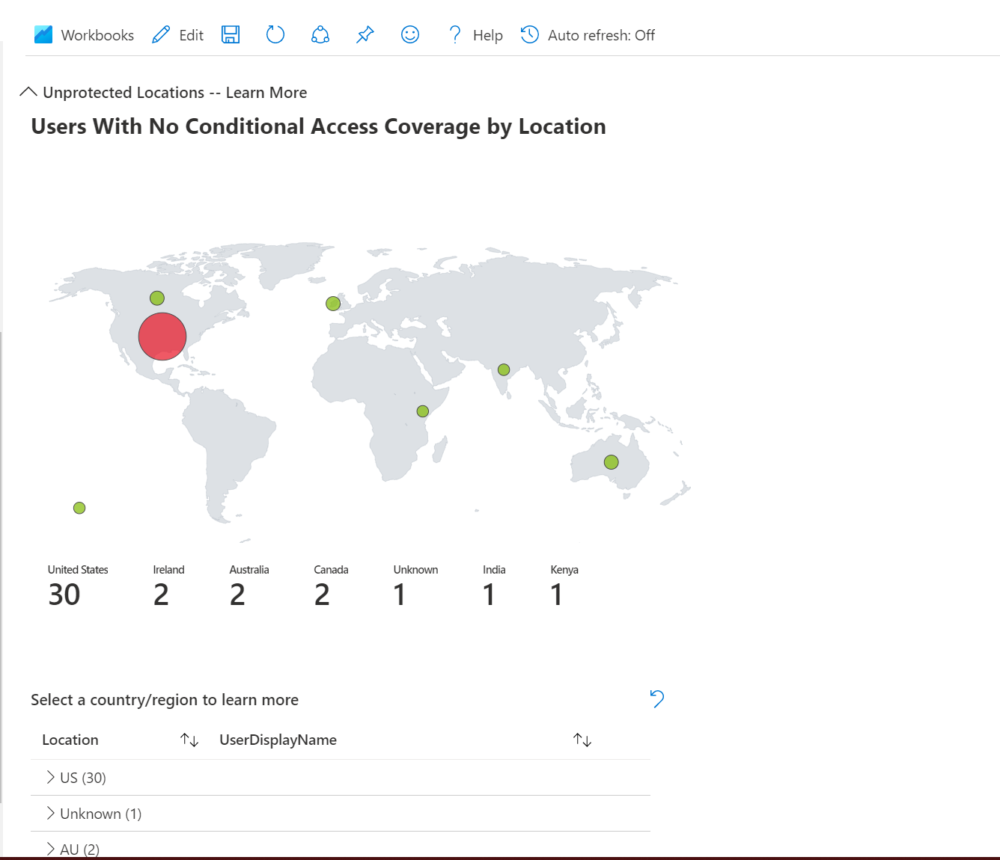 Workbooks Edit Help Auto refresh: Off
Unprotected Locations -- Learn More
Users With No Conditional Access Coverage by Location
United States Ireland Australia Canada Unknown India Kenya
30 2 2 2 1 1 1
Select a country/region to learn more
Location UserDisplayName
US (30)
Unknown (1)
AU (2)